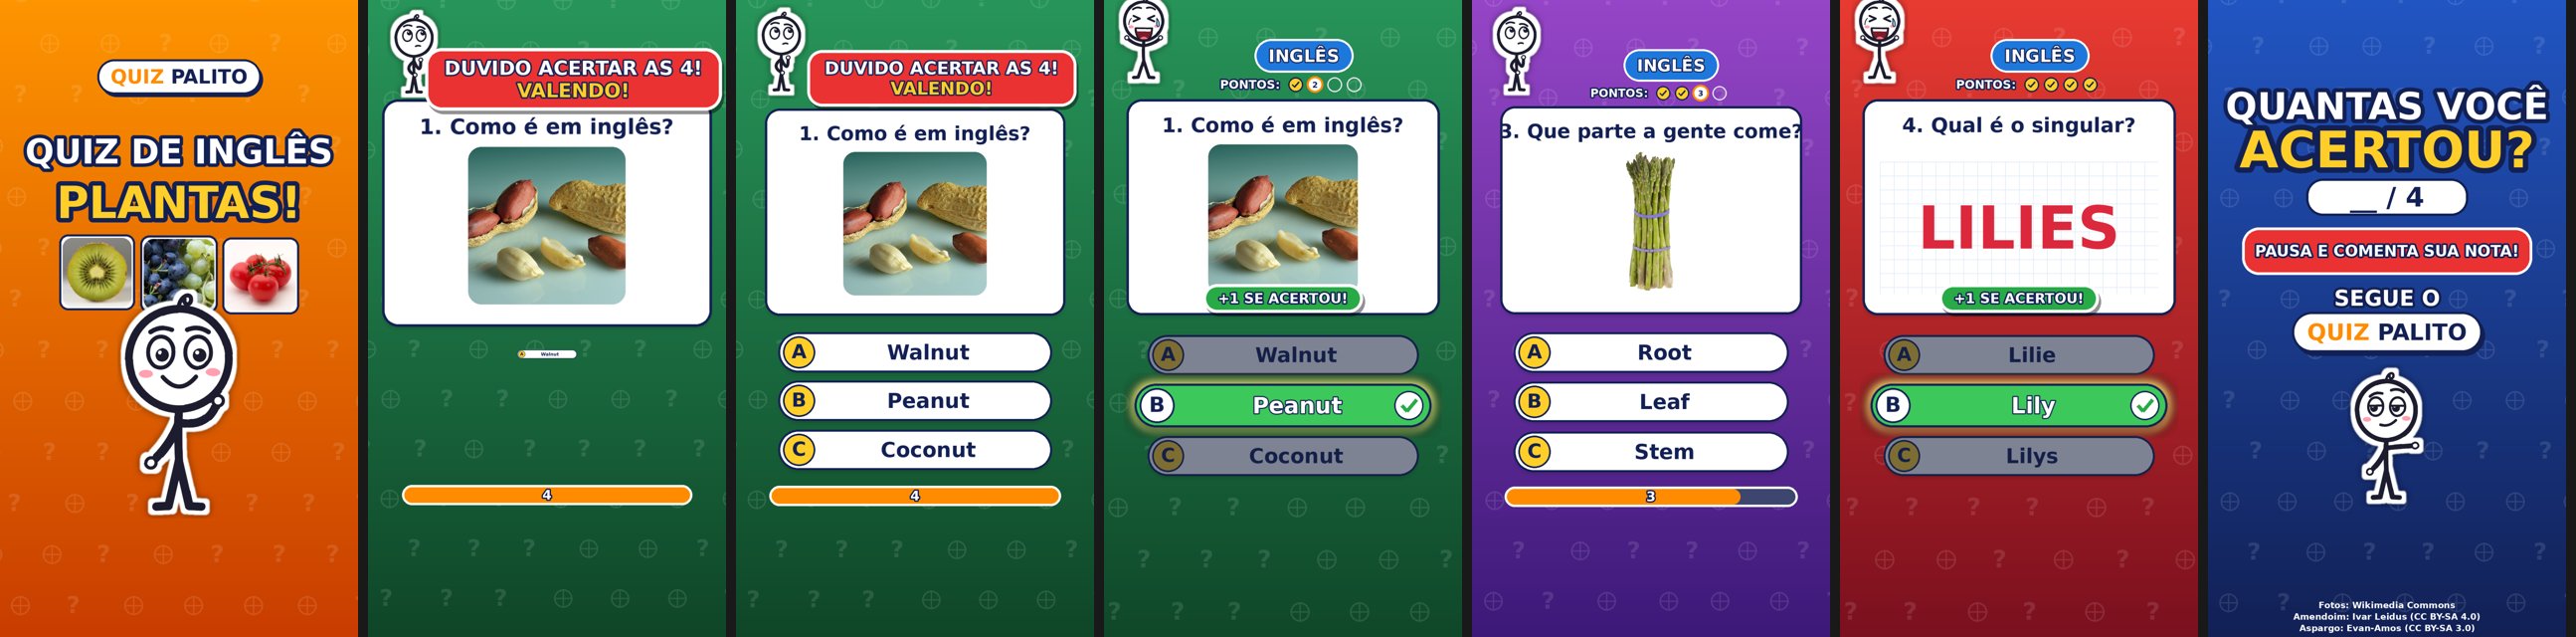 QUIZ PALITO
QUIZ DE INGLÊS
PLANTAS!
DUVIDO ACERTAR AS 4!
VALENDO!
1. Como é em inglês?
A Walnut
4
DUVIDO ACERTAR AS 4!
VALENDO!
1. Como é em inglês?
A Walnut
B Peanut
C Coconut
4
INGLÊS
PONTOS: 2
1. Como é em inglês?
+1 SE ACERTOU!
A Walnut
B Peanut
C Coconut
INGLÊS
PONTOS: 3
3. Que parte a gente come?
A Root
B Leaf
C Stem
3
INGLÊS
PONTOS:
4. Qual é o singular?
LILIES
+1 SE ACERTOU!
A Lilie
B Lily
C Lilys
QUANTAS VOCÊ
ACERTOU?
__ / 4
PAUSA E COMENTA SUA NOTA!
SEGUE O
QUIZ PALITO
Fotos: Wikimedia Commons
Amendoim: Ivar Leidus (CC BY-SA 4.0)
Aspargo: Evan-Amos (CC BY-SA 3.0)